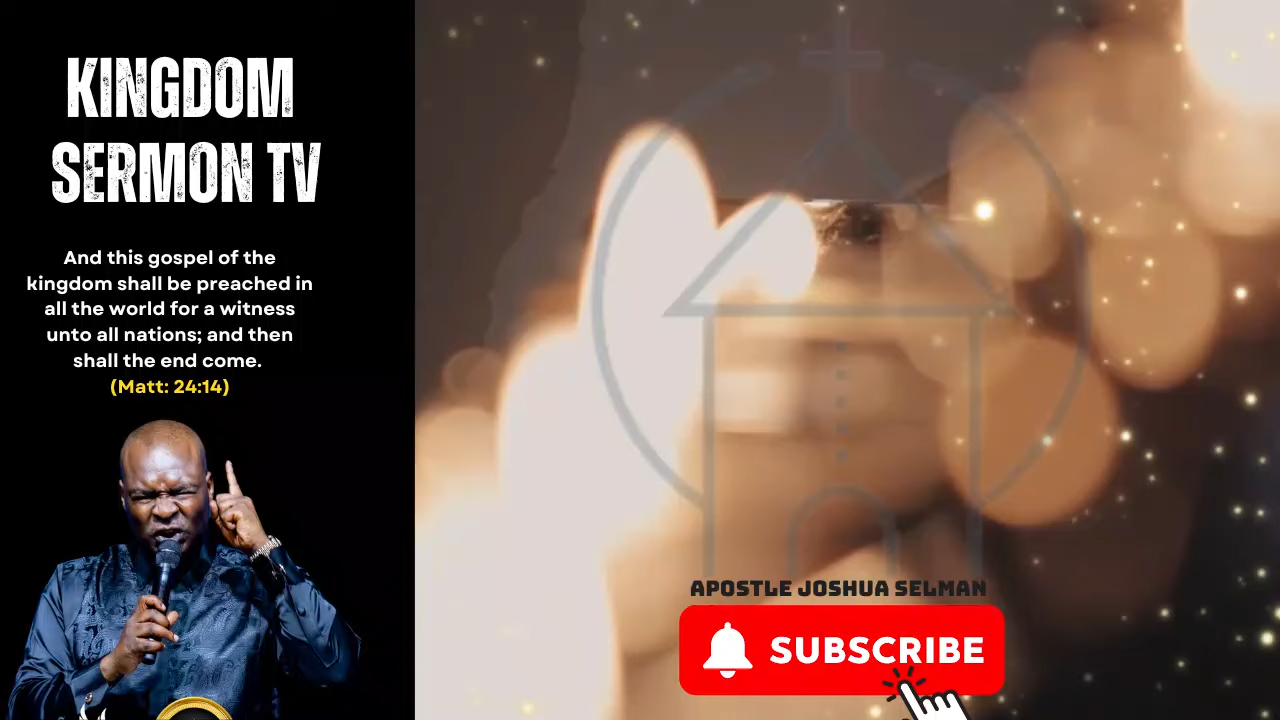 KINGDOM
SERMON TV
And this gospel of the
kingdom shall be preached in
all the world for a witness
unto all nations; and then
shall the end come.
(Matt: 24:14)
APOSTLE JOSHUA SELMAN
SUBSCRIBE